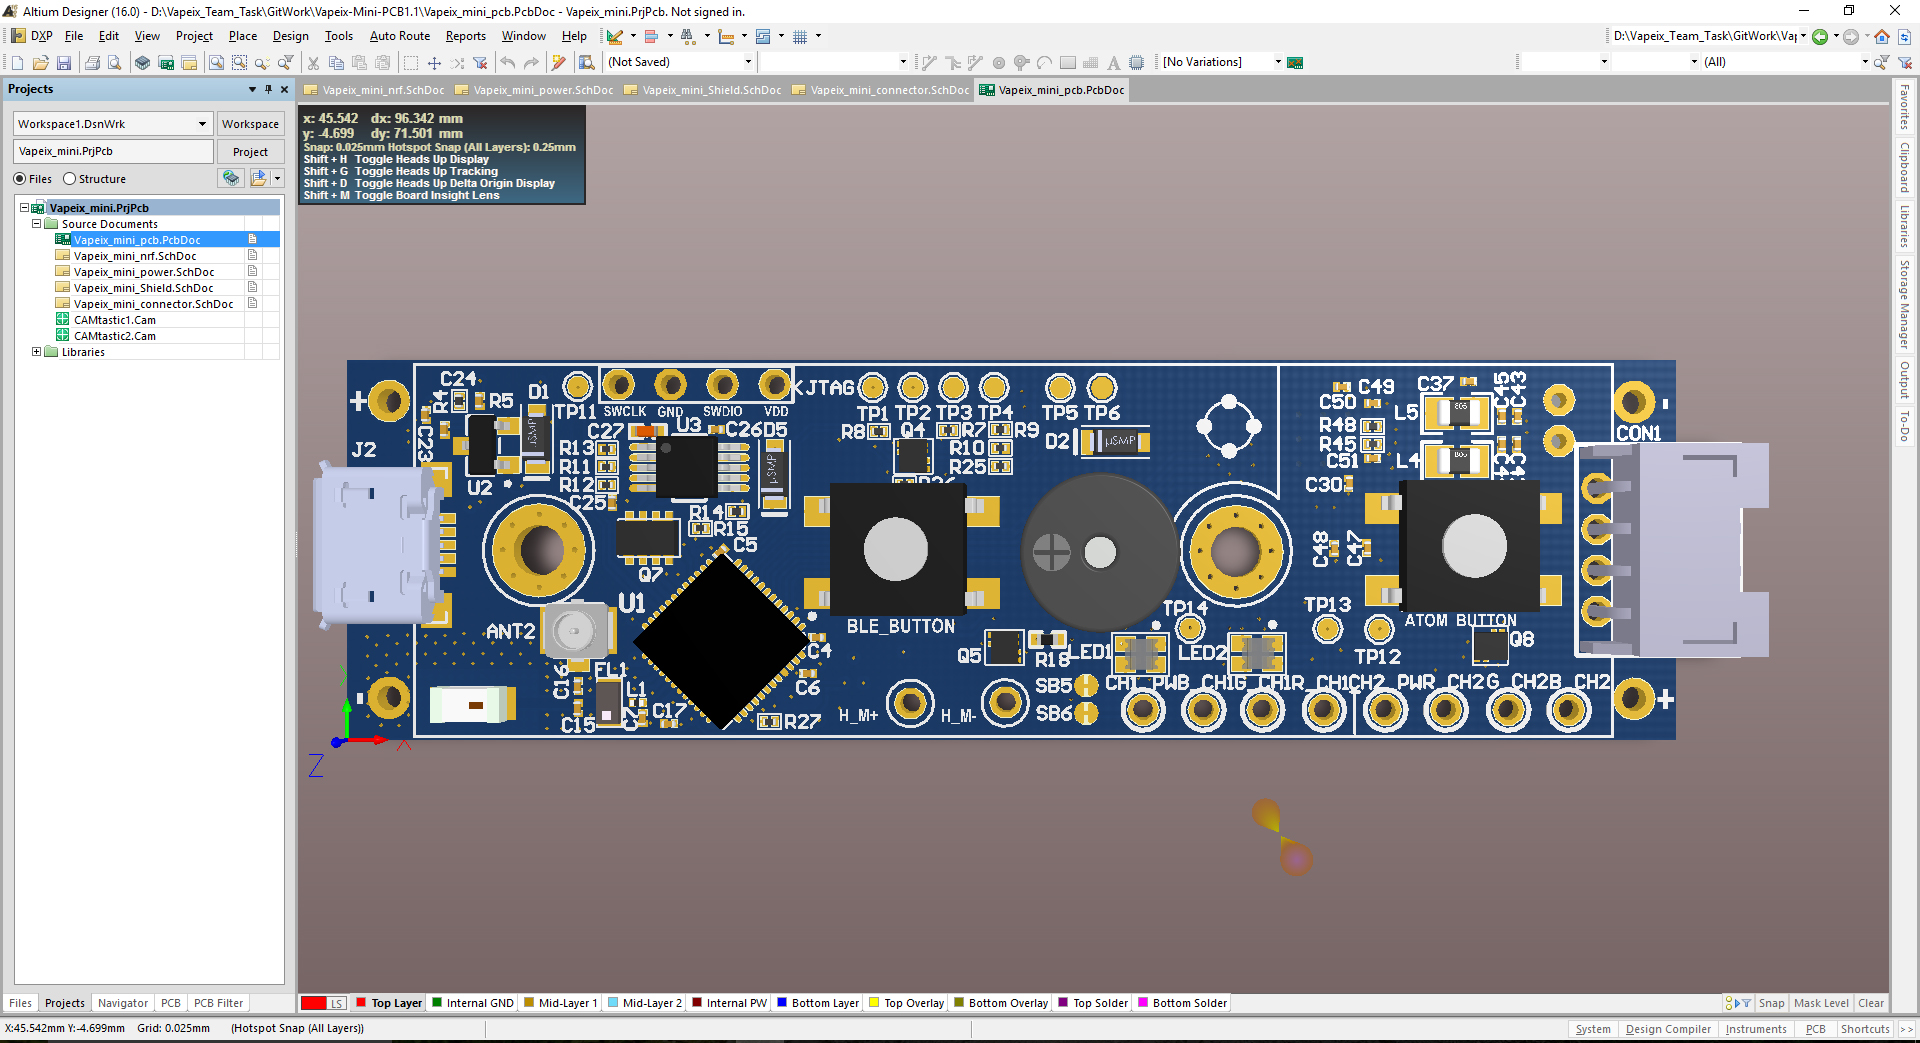 Altium Designer (16.0) - D:\Vapeix_Team_Task\GitWork\Vapeix-Mini-PCB1.1\Vapeix_mini_pcb.PcbDoc - Vapeix_mini.PrjPcb. Not signed in.
DXP File Edit View Project Place Design Tools Auto Route Reports Window Help
D:\Vapeix_Team_Task\GitWork\Va
(Not Saved)
[No Variations]
(All)
Projects
Vapeix_mini_nrf.SchDoc Vapeix_mini_power.SchDoc Vapeix_mini_Shield.SchDoc Vapeix_mini_connector.SchDoc Vapeix_mini_pcb.PcbDoc
Workspace1.DsnWrk Workspace
Vapeix_mini.PrjPcb Project
Files Structure
Vapeix_mini.PrjPcb
Source Documents
Vapeix_mini_pcb.PcbDoc
Vapeix_mini_nrf.SchDoc
Vapeix_mini_power.SchDoc
Vapeix_mini_Shield.SchDoc
Vapeix_mini_connector.SchDoc
CAMtastic1.Cam
CAMtastic2.Cam
Libraries
x: 45.542 dx: 96.342 mm
y: -4.699 dy: 71.501 mm
Snap: 0.025mm Hotspot Snap (All Layers): 0.25mm
Shift + H Toggle Heads Up Display
Shift + G Toggle Heads Up Tracking
Shift + D Toggle Heads Up Delta Origin Display
Shift + M Toggle Board Insight Lens
Favorites
Clipboard
Libraries
Storage Manager
Output
To-Do
C24 D1 JTAG C49 C37 C45 C43
R4 R5 TP11 SWCLK GND SWDIO VDD TP1 TP2 TP3 TP4 TP5 TP6 C50 L5 CON1
+ C23 C27 U3 C26 D5 R8 Q4 R7 R9 D2 µSMP R48 -
J2 R13 R10 R45
R11 R25 C51 L4
U2 R12 C30
C25 R14
R15
C5 C48 C47
Q7
U1 TP14 TP13 ATOM BUTTON
ANT2 BLE_BUTTON Q8
C4 Q5 R18 LED1 LED2 TP12
C16 FL1 L1 C6 SB5 CH1_PWB_CH1G_CH1R_CH1CH2_PWR_CH2G_CH2B_CH2
C15 C17 R27 H_M+ H_M- SB6 +
X
Z
Files Projects Navigator PCB PCB Filter
LS Top Layer Internal GND Mid-Layer 1 Mid-Layer 2 Internal PW Bottom Layer Top Overlay Bottom Overlay Top Solder Bottom Solder
Snap Mask Level Clear
X:45.542mm Y:-4.699mm Grid: 0.025mm (Hotspot Snap (All Layers))
System Design Compiler Instruments PCB Shortcuts >>